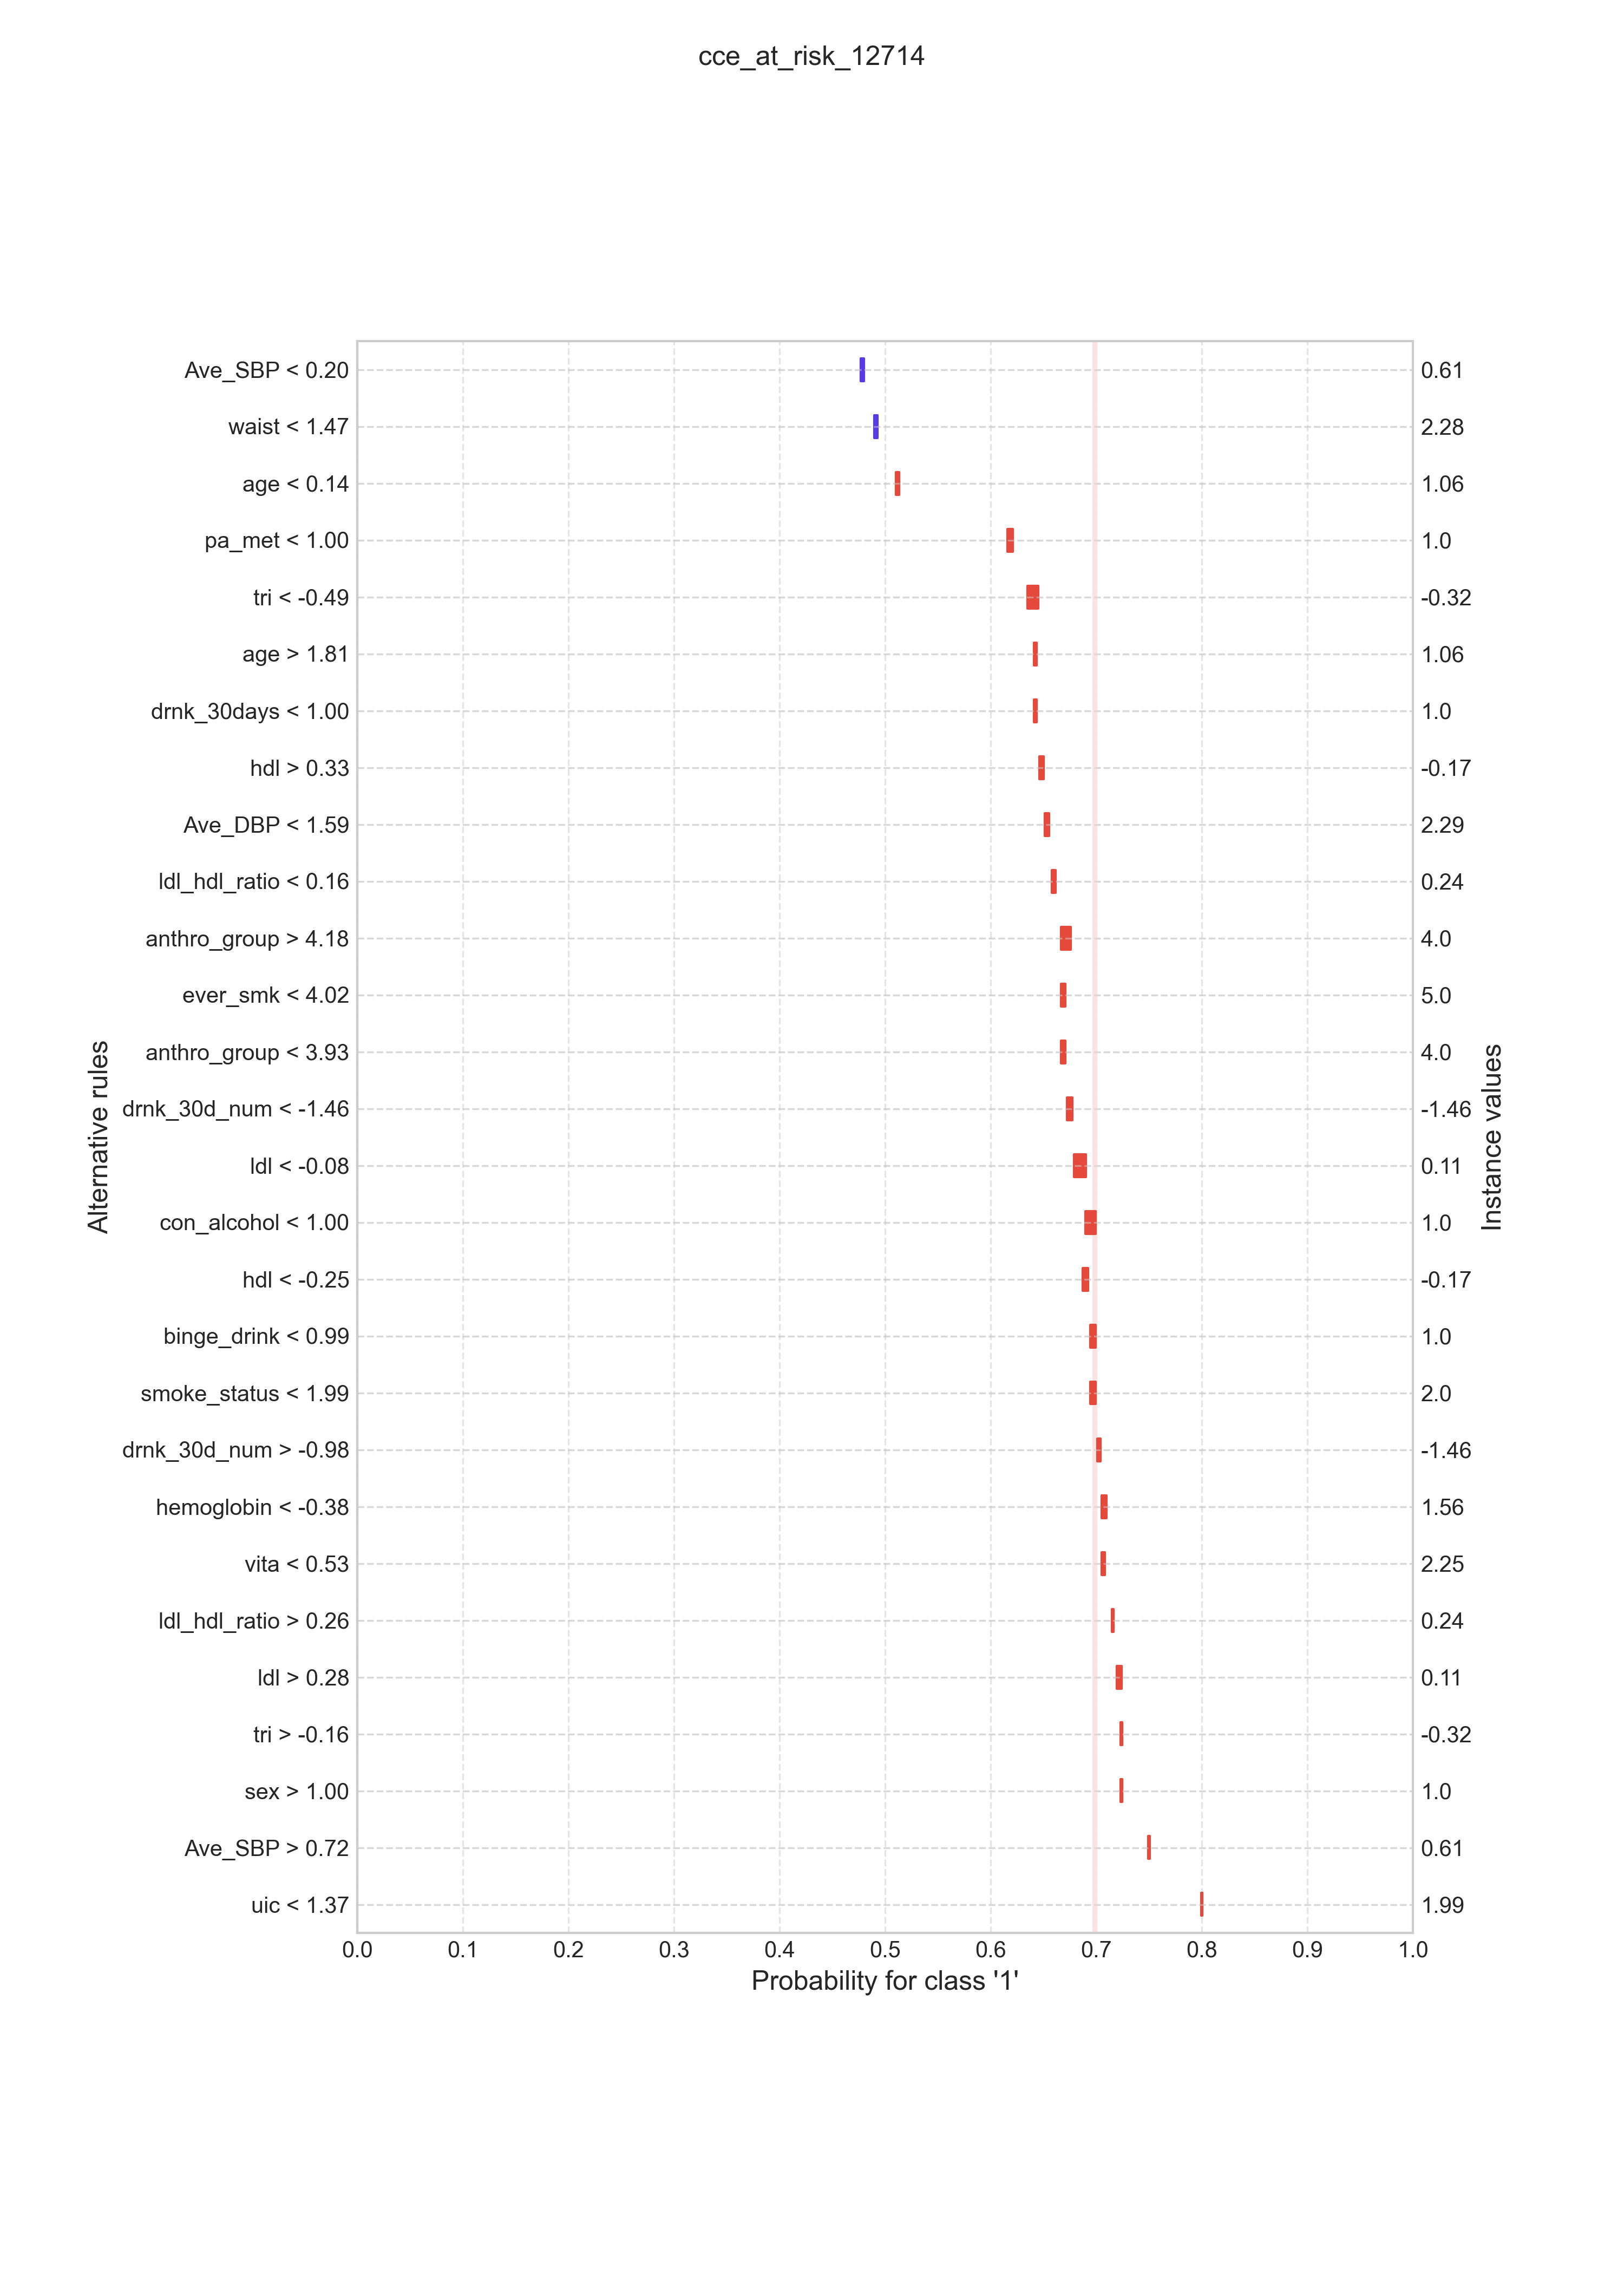 cce_at_risk_12714
Ave_SBP < 0.20 0.61
waist < 1.47 2.28
age < 0.14 1.06
pa_met < 1.00 1.0
tri < -0.49 -0.32
age > 1.81 1.06
drnk_30days < 1.00 1.0
hdl > 0.33 -0.17
Ave_DBP < 1.59 2.29
ldl_hdl_ratio < 0.16 0.24
anthro_group > 4.18 4.0
ever_smk < 4.02 5.0
anthro_group < 3.93 4.0
drnk_30d_num < -1.46 -1.46
ldl < -0.08 0.11
con_alcohol < 1.00 1.0
hdl < -0.25 -0.17
binge_drink < 0.99 1.0
smoke_status < 1.99 2.0
drnk_30d_num > -0.98 -1.46
hemoglobin < -0.38 1.56
vita < 0.53 2.25
ldl_hdl_ratio > 0.26 0.24
ldl > 0.28 0.11
tri > -0.16 -0.32
sex > 1.00 1.0
Ave_SBP > 0.72 0.61
uic < 1.37 1.99
Alternative rules
Instance values
0.0 0.1 0.2 0.3 0.4 0.5 0.6 0.7 0.8 0.9 1.0
Probability for class '1'